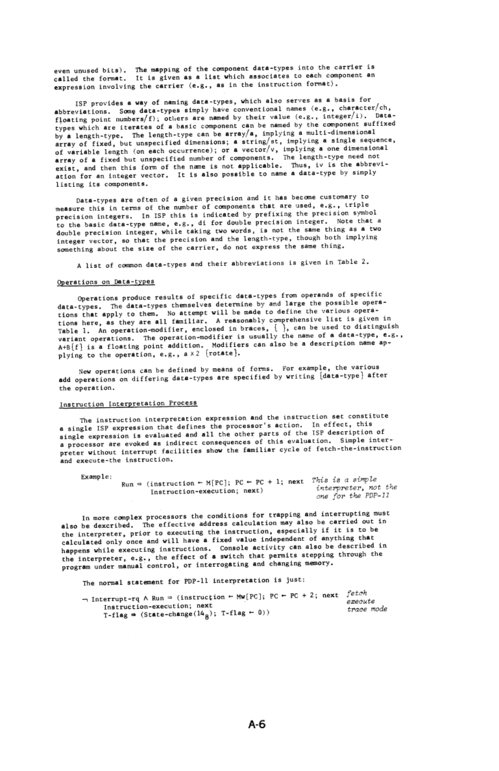 even unused bits). The mapping of the component data-types into the carrier is
called the format. It is given as a list which associates to each component an
expression involving the carrier (e.g., as in the instruction format).
ISP provides a way of naming data-types, which also serves as a basis for
abbreviations. Some data-types simply have conventional names (e.g., character/ch,
floating point numbers/f); others are named by their value (e.g., integer/i). Data-
types which are iterates of a basic component can be named by the component suffixed
by a length-type. The length-type can be array/a, implying a multi-dimensional
array of fixed, but unspecified dimensions; a string/st, implying a single sequence,
of variable length (on each occurrence); or a vector/v, implying a one dimensional
array of a fixed but unspecified number of components. The length-type need not
exist, and then this form of the name is not applicable. Thus, iv is the abbrevi-
ation for an integer vector. It is also possible to name a data-type by simply
listing its components.
Data-types are often of a given precision and it has become customary to
measure this in terms of the number of components that are used, e.g., triple
precision integers. In ISP this is indicated by prefixing the precision symbol
to the basic data-type name, e.g., di for double precision integer. Note that a
double precision integer, while taking two words, is not the same thing as a two
integer vector, so that the precision and the length-type, though both implying
something about the size of the carrier, do not express the same thing.
A list of common data-types and their abbreviations is given in Table 2.
Operations on Data-types
Operations produce results of specific data-types from operands of specific
data-types. The data-types themselves determine by and large the possible opera-
tions that apply to them. No attempt will be made to define the various opera-
tions here, as they are all familiar. A reasonably comprehensive list is given in
Table 1. An operation-modifier, enclosed in braces, { }, can be used to distinguish
variant operations. The operation-modifier is usually the name of a data-type, e.g.,
A+B{f} is a floating point addition. Modifiers can also be a description name ap-
plying to the operation, e.g., a × 2 {rotate}.
New operations can be defined by means of forms. For example, the various
add operations on differing data-types are specified by writing {data-type} after
the operation.
Instruction Interpretation Process
The instruction interpretation expression and the instruction set constitute
a single ISP expression that defines the processor's action. In effect, this
single expression is evaluated and all the other parts of the ISP description of
a processor are evoked as indirect consequences of this evaluation. Simple inter-
preter without interrupt facilities show the familiar cycle of fetch-the-instruction
and execute-the instruction.
Example:
Run ⇒ (instruction ← M[PC]; PC ← PC + 1; next This is a simple
Instruction-execution; next) interpreter, not the
one for the PDP-11
In more complex processors the conditions for trapping and interrupting must
also be described. The effective address calculation may also be carried out in
the interpreter, prior to executing the instruction, especially if it is to be
calculated only once and will have a fixed value independent of anything that
happens while executing instructions. Console activity can also be described in
the interpreter, e.g., the effect of a switch that permits stepping through the
program under manual control, or interrogating and changing memory.
The normal statement for PDP-11 interpretation is just:
¬ Interrupt-rq ∧ Run ⇒ (instruction ← Mw[PC]; PC ← PC + 2; next fetch
Instruction-execution; next execute
T-flag ⇒ (State-change(14₈); T-flag ← 0)) trace mode
A-6